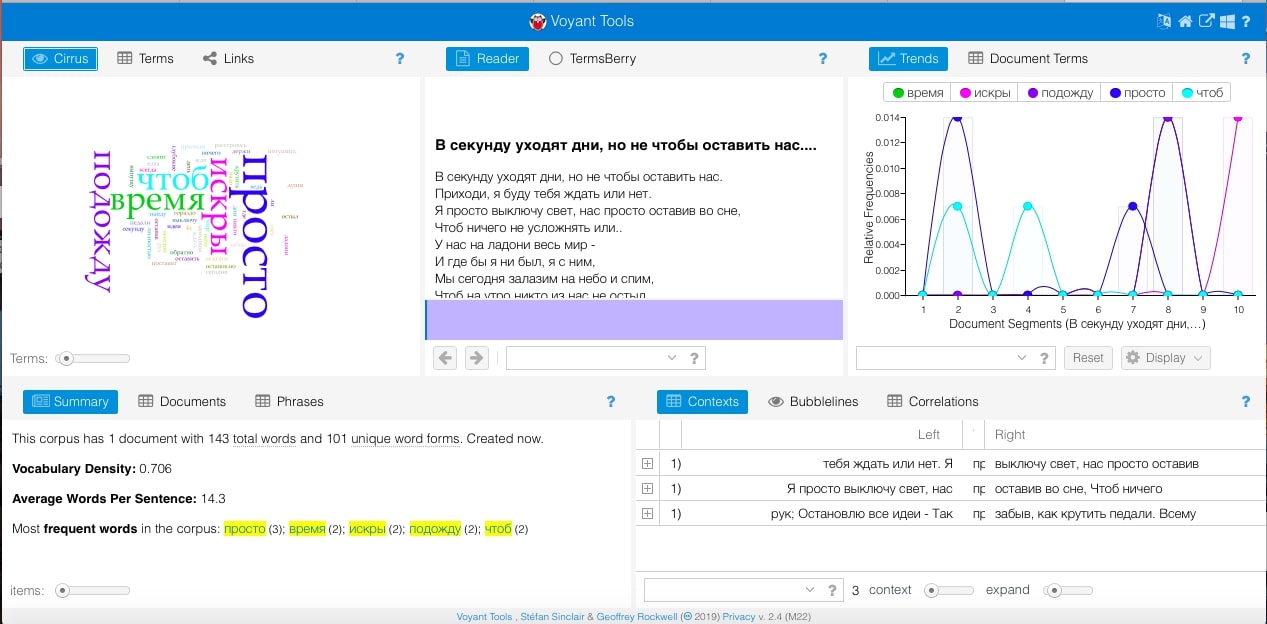 Voyant Tools
Cirrus Terms Links ?
Reader TermsBerry ?
Trends Document Terms ?
подожду
чтоб
время
искры
просто
Terms:
В секунду уходят дни, но не чтобы оставить нас....
В секунду уходят дни, но не чтобы оставить нас.
Приходи, я буду тебя ждать или нет.
Я просто выключу свет, нас просто оставив во сне,
Чтоб ничего не усложнять или..
У нас на ладони весь мир -
И где бы я ни был, я с ним,
Мы сегодня залазим на небо и спим,
Чтоб на утро никто из нас не остыл
?
время искры подожду просто чтоб
Relative Frequencies
0.014
0.012
0.010
0.008
0.006
0.004
0.002
0.000
1 2 3 4 5 6 7 8 9 10
Document Segments (В секунду уходят дни,...)
? Reset Display
Summary Documents Phrases ?
This corpus has 1 document with 143 total words and 101 unique word forms. Created now.
Vocabulary Density: 0.706
Average Words Per Sentence: 14.3
Most frequent words in the corpus: просто (3); время (2); искры (2); подожду (2); чтоб (2)
items:
Contexts Bubblelines Correlations ?
Left Right
1) тебя ждать или нет. Я пр выключу свет, нас просто оставив
1) Я просто выключу свет, нас пр оставив во сне, Чтоб ничего
1) рук; Остановлю все идеи - Так пр забыв, как крутить педали. Всему
? 3 context expand
Voyant Tools , Stéfan Sinclair & Geoffrey Rockwell (© 2019) Privacy v. 2.4 (M22)